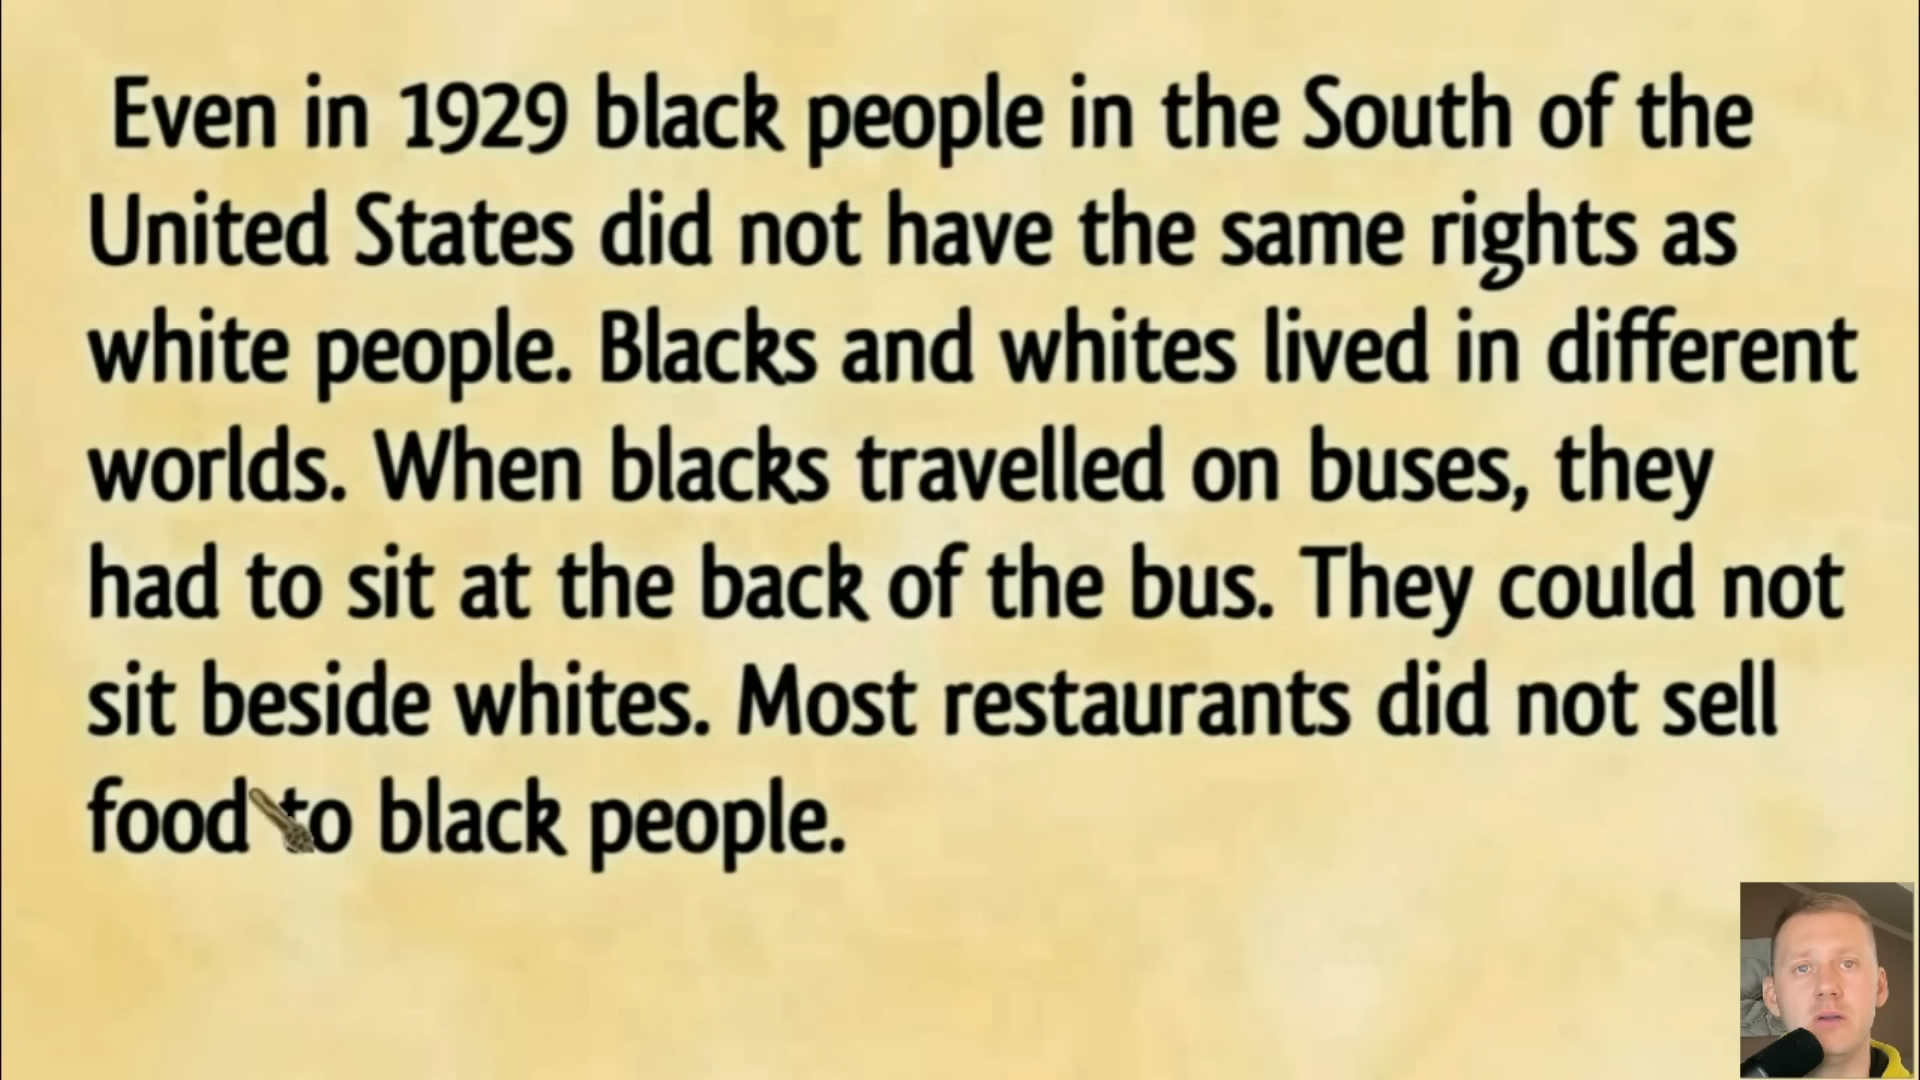 Even in 1929 black people in the South of the
United States did not have the same rights as
white people. Blacks and whites lived in different
worlds. When blacks travelled on buses, they
had to sit at the back of the bus. They could not
sit beside whites. Most restaurants did not sell
food to black people.